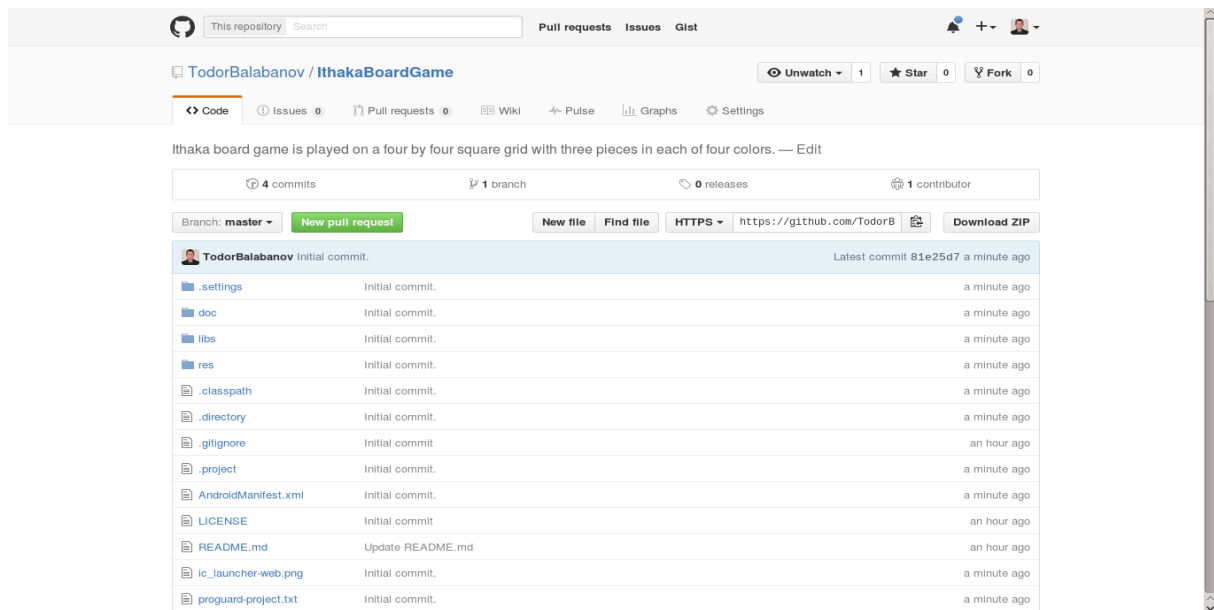 This repository Search Pull requests Issues Gist
TodorBalabanov / IthakaBoardGame Unwatch 1 Star 0 Fork 0
Code Issues 0 Pull requests 0 Wiki Pulse Graphs Settings
Ithaka board game is played on a four by four square grid with three pieces in each of four colors. — Edit
4 commits 1 branch 0 releases 1 contributor
Branch: master New pull request New file Find file HTTPS https://github.com/TodorB Download ZIP
TodorBalabanov Initial commit. Latest commit 81e25d7 a minute ago
.settings Initial commit. a minute ago
doc Initial commit. a minute ago
libs Initial commit. a minute ago
res Initial commit. a minute ago
.classpath Initial commit. a minute ago
.directory Initial commit. a minute ago
.gitignore Initial commit an hour ago
.project Initial commit. a minute ago
AndroidManifest.xml Initial commit. a minute ago
LICENSE Initial commit an hour ago
README.md Update README.md an hour ago
ic_launcher-web.png Initial commit. a minute ago
proguard-project.txt Initial commit. a minute ago